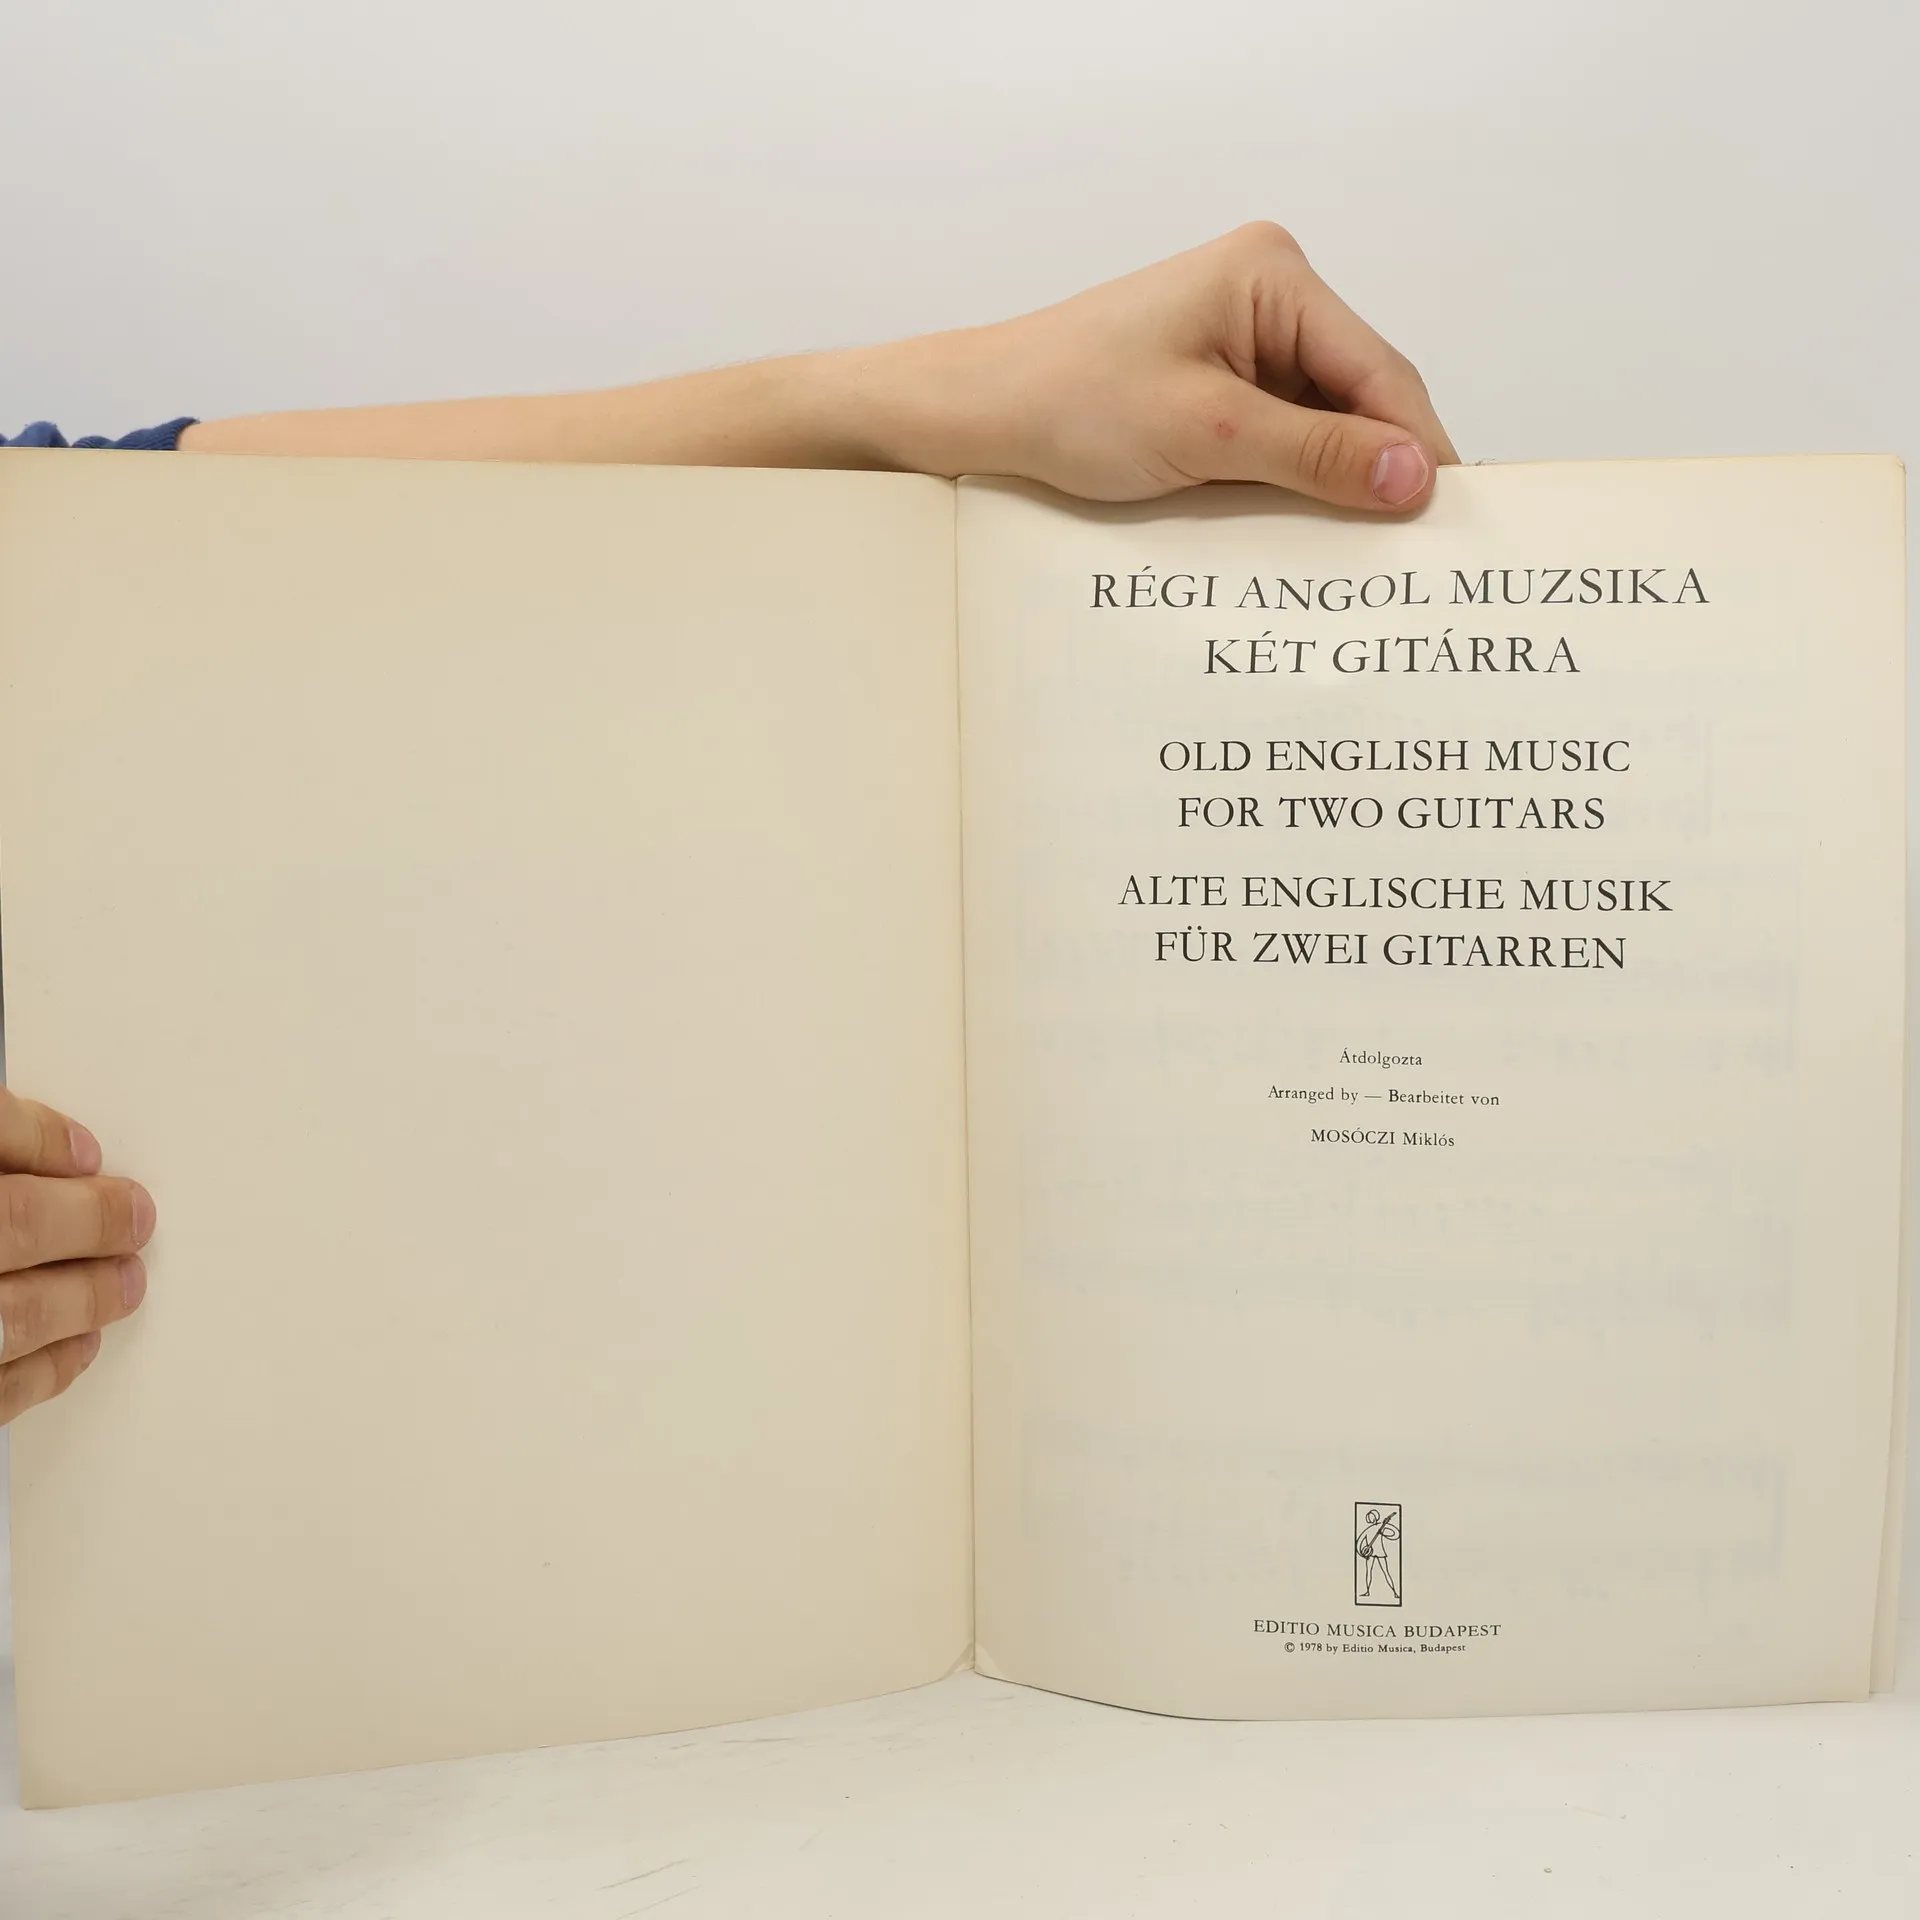 RÉGI ANGOL MUZSIKA
KÉT GITÁRRA
OLD ENGLISH MUSIC
FOR TWO GUITARS
ALTE ENGLISCHE MUSIK
FÜR ZWEI GITARREN
Átdolgozta
Arranged by — Bearbeitet von
MOSÓCZI Miklós
EDITIO MUSICA BUDAPEST
© 1978 by Editio Musica, Budapest